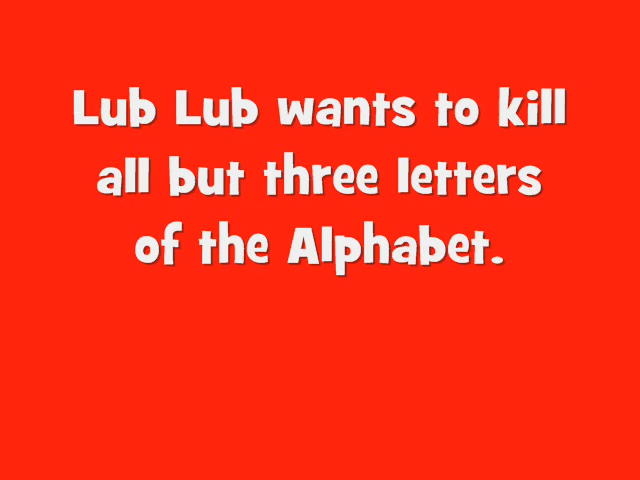 Lub Lub wants to kill
all but three letters
of the Alphabet.